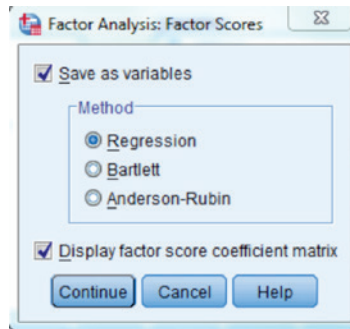 Factor Analysis: Factor Scores
Save as variables
Method
Regression
Bartlett
Anderson-Rubin
Display factor score coefficient matrix
Continue Cancel Help